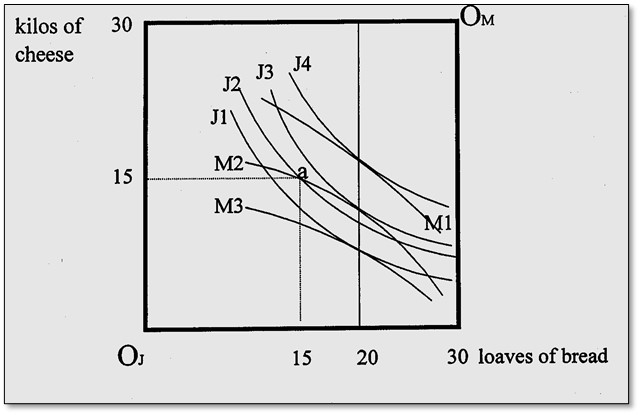 kilos of
cheese
30
OM
J4
J3
J2
J1
M2
a
15
M3
M1
OJ
15
20
30
loaves of bread